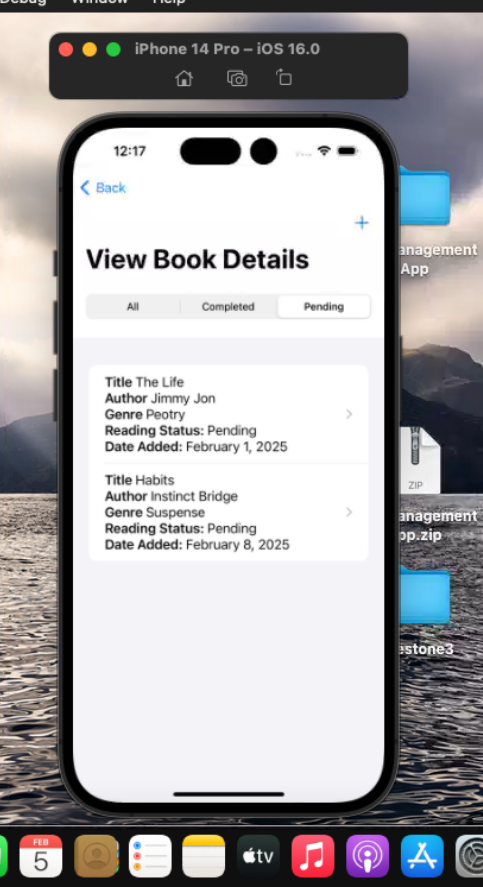 Debug Window Help
iPhone 14 Pro – iOS 16.0
12:17
Back
+
View Book Details
All Completed Pending
Title The Life
Author Jimmy Jon
Genre Peotry
Reading Status: Pending
Date Added: February 1, 2025
Title Habits
Author Instinct Bridge
Genre Suspense
Reading Status: Pending
Date Added: February 8, 2025
anagement
App
ZIP
anagement
pp.zip
estone3
FEB
5
tv